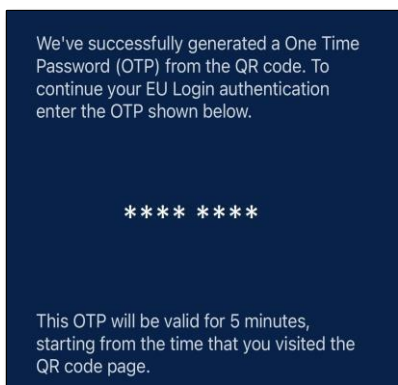 We've successfully generated a One Time
Password (OTP) from the QR code. To
continue your EU Login authentication
enter the OTP shown below.
**** ****
This OTP will be valid for 5 minutes,
starting from the time that you visited the
QR code page.